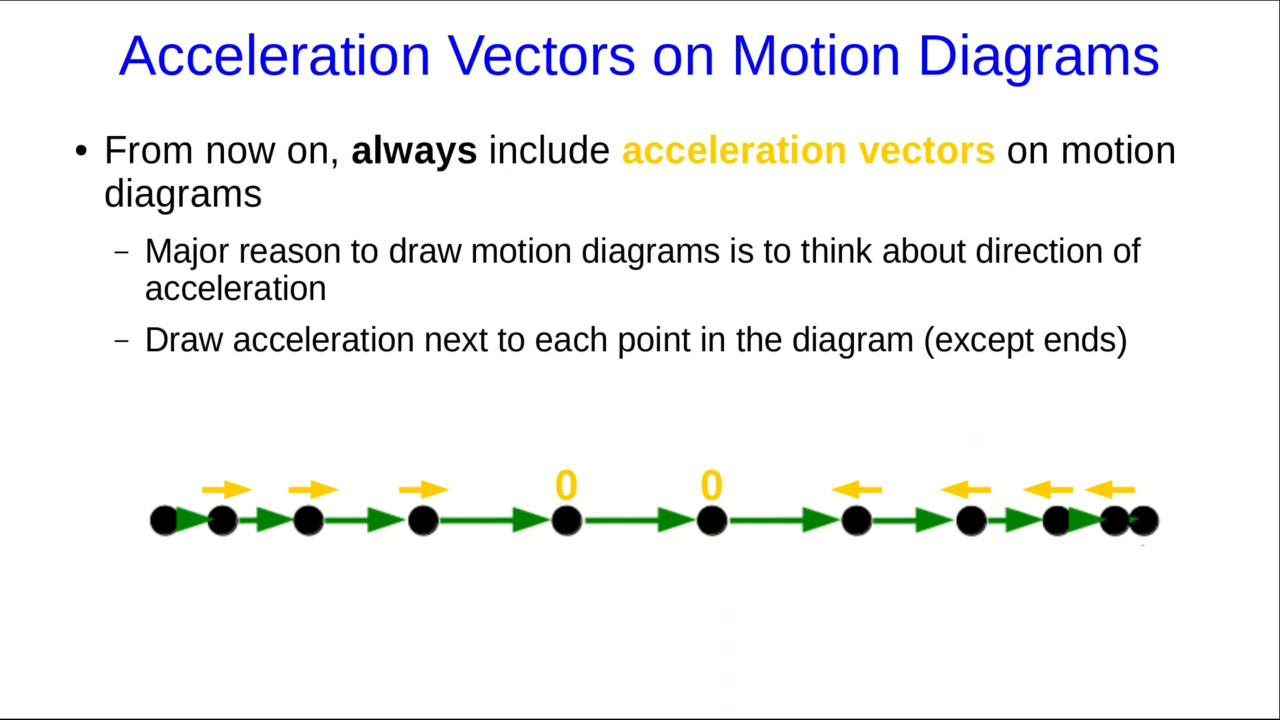 Acceleration Vectors on Motion Diagrams
• From now on, always include acceleration vectors on motion
diagrams
– Major reason to draw motion diagrams is to think about direction of
acceleration
– Draw acceleration next to each point in the diagram (except ends)
0 0